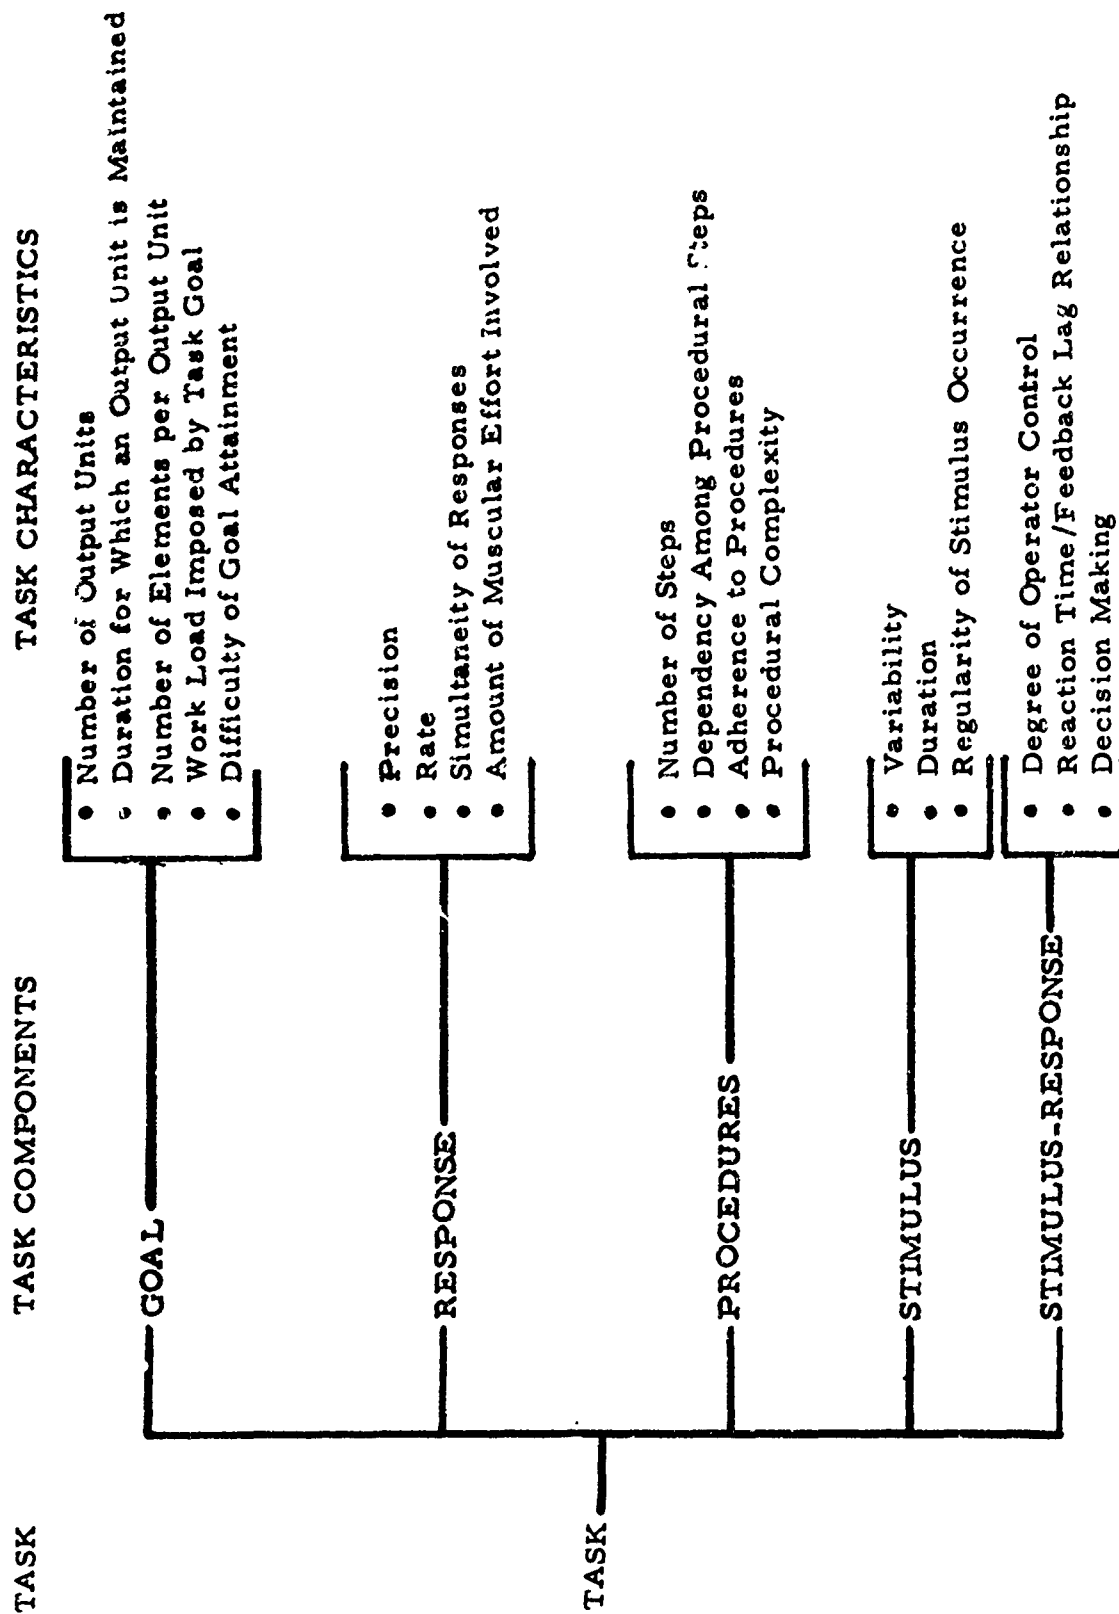 TASK
TASK COMPONENTS
TASK CHARACTERISTICS
TASK
GOAL
• Number of Output Units
• Duration for Which an Output Unit is Maintained
• Number of Elements per Output Unit
• Work Load Imposed by Task Goal
• Difficulty of Goal Attainment
RESPONSE
• Precision
• Rate
• Simultaneity of Responses
• Amount of Muscular Effort Involved
PROCEDURES
• Number of Steps
• Dependency Among Procedural Steps
• Adherence to Procedures
• Procedural Complexity
STIMULUS
• Variability
• Duration
• Regularity of Stimulus Occurrence
STIMULUS-RESPONSE
• Degree of Operator Control
• Reaction Time/Feedback Lag Relationship
• Decision Making